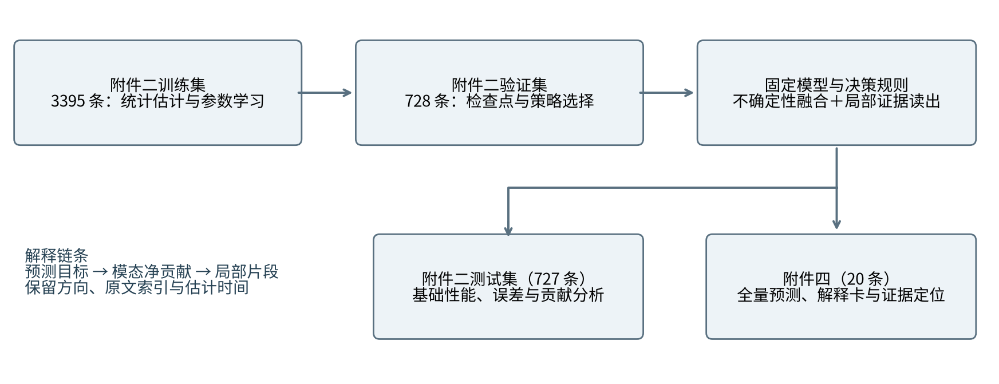 附件二训练集
3395 条：统计估计与参数学习
附件二验证集
728 条：检查点与策略选择
固定模型与决策规则
不确定性融合＋局部证据读出
解释链条
预测目标 → 模态净贡献 → 局部片段
保留方向、原文索引与估计时间
附件二测试集（727 条）
基础性能、误差与贡献分析
附件四（20 条）
全量预测、解释卡与证据定位